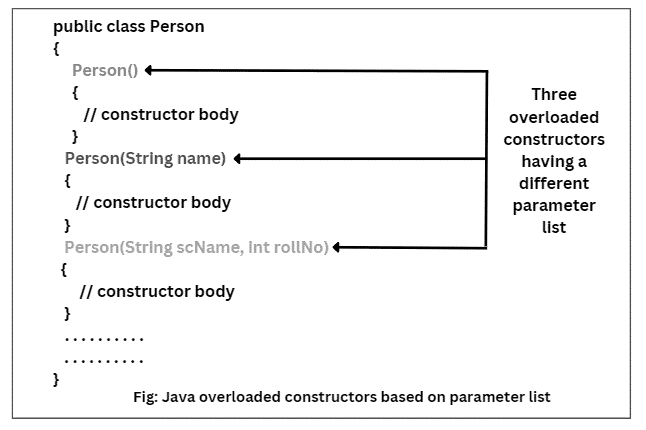 public class Person
{
Person()
{
// constructor body
}
Person(String name)
{
// constructor body
}
Person(String scName, int rollNo)
{
// constructor body
}
..........
..........
}
Three
overloaded
constructors
having a
different
parameter
list
Fig: Java overloaded constructors based on parameter list